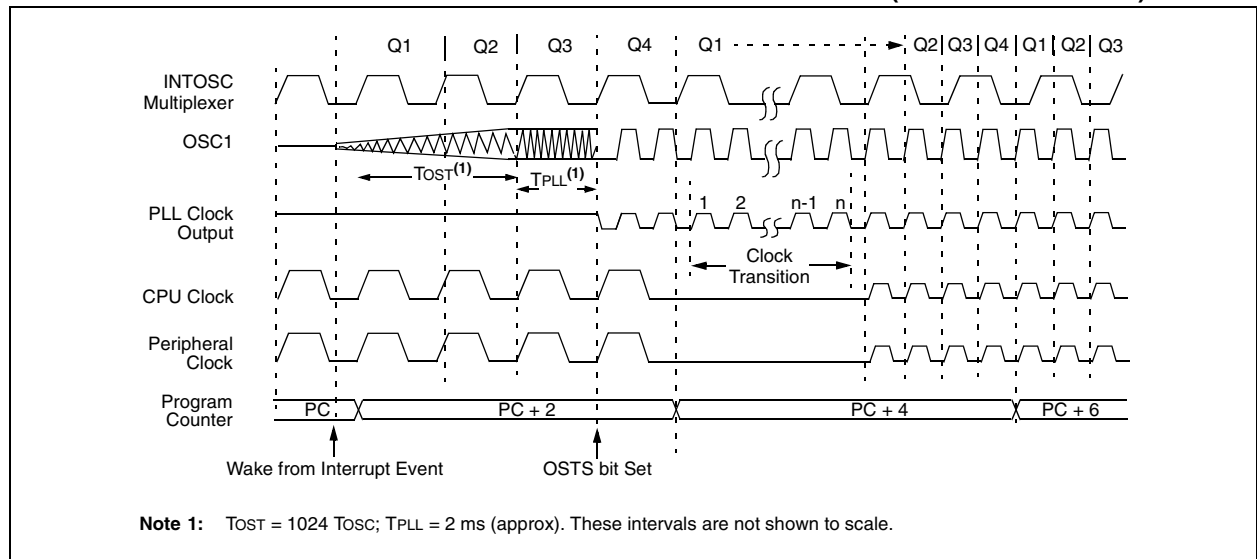 Q1 Q2 Q3 Q4 Q1 Q2 Q3 Q4 Q1 Q2 Q3
INTOSC
Multiplexer
OSC1
TOST(1)
TPLL(1)
1 2 n-1 n
PLL Clock
Output
Clock
Transition
CPU Clock
Peripheral
Clock
Program
Counter
PC PC + 2 PC + 4 PC + 6
Wake from Interrupt Event OSTS bit Set
Note 1: TOST = 1024 TOSC; TPLL = 2 ms (approx). These intervals are not shown to scale.